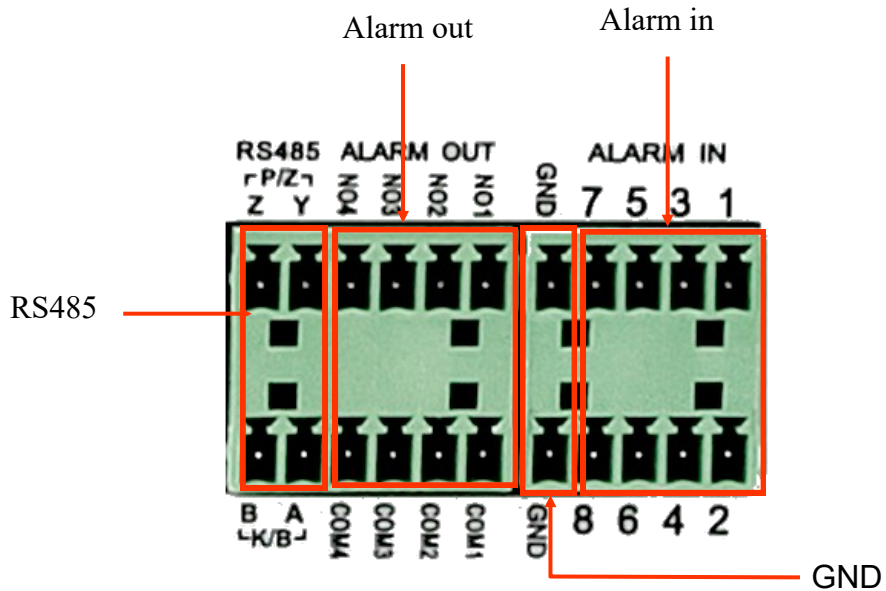 Alarm out
Alarm in
RS485 ALARM OUT ALARM IN
P/Z
Z Y NO4 NO3 NO2 NO1 GND 7 5 3 1
RS485
B A COM4 COM3 COM2 COM1 GND 8 6 4 2
K/B
GND